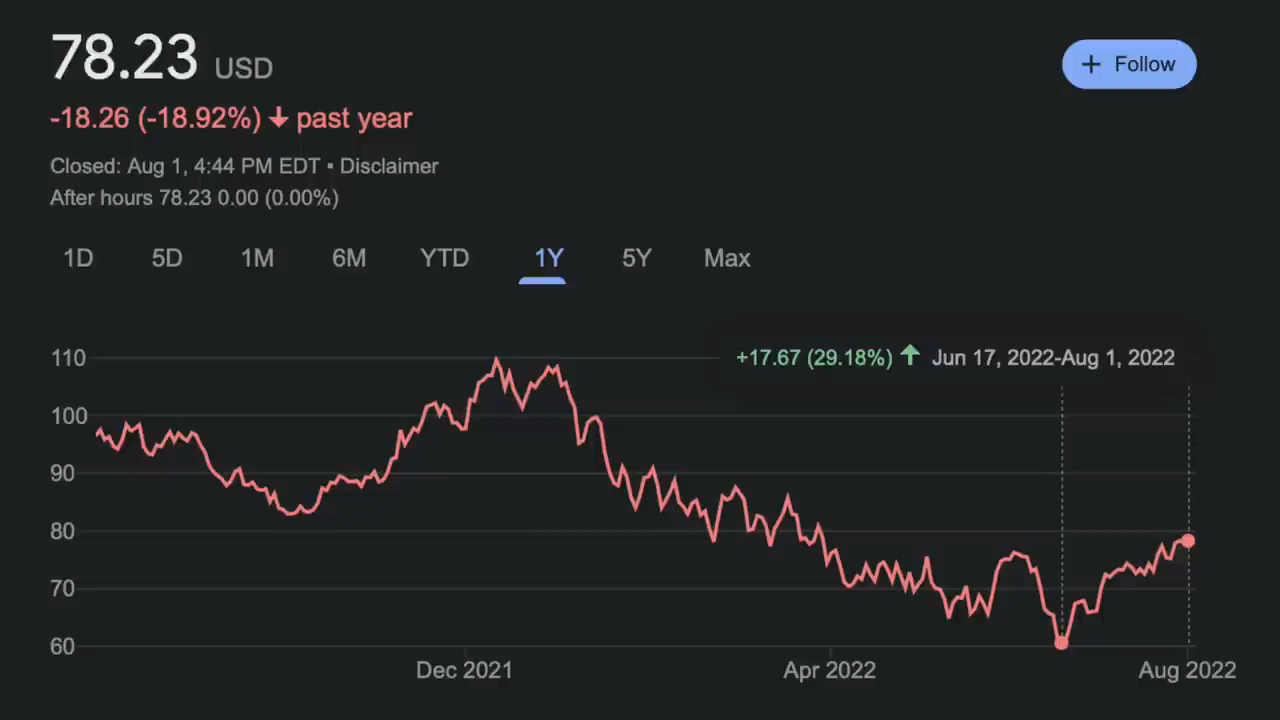 78.23 USD
+ Follow
-18.26 (-18.92%) ↓ past year
Closed: Aug 1, 4:44 PM EDT • Disclaimer
After hours 78.23 0.00 (0.00%)
1D 5D 1M 6M YTD 1Y 5Y Max
+17.67 (29.18%) ↑ Jun 17, 2022-Aug 1, 2022
110
100
90
80
70
60
Dec 2021 Apr 2022 Aug 2022